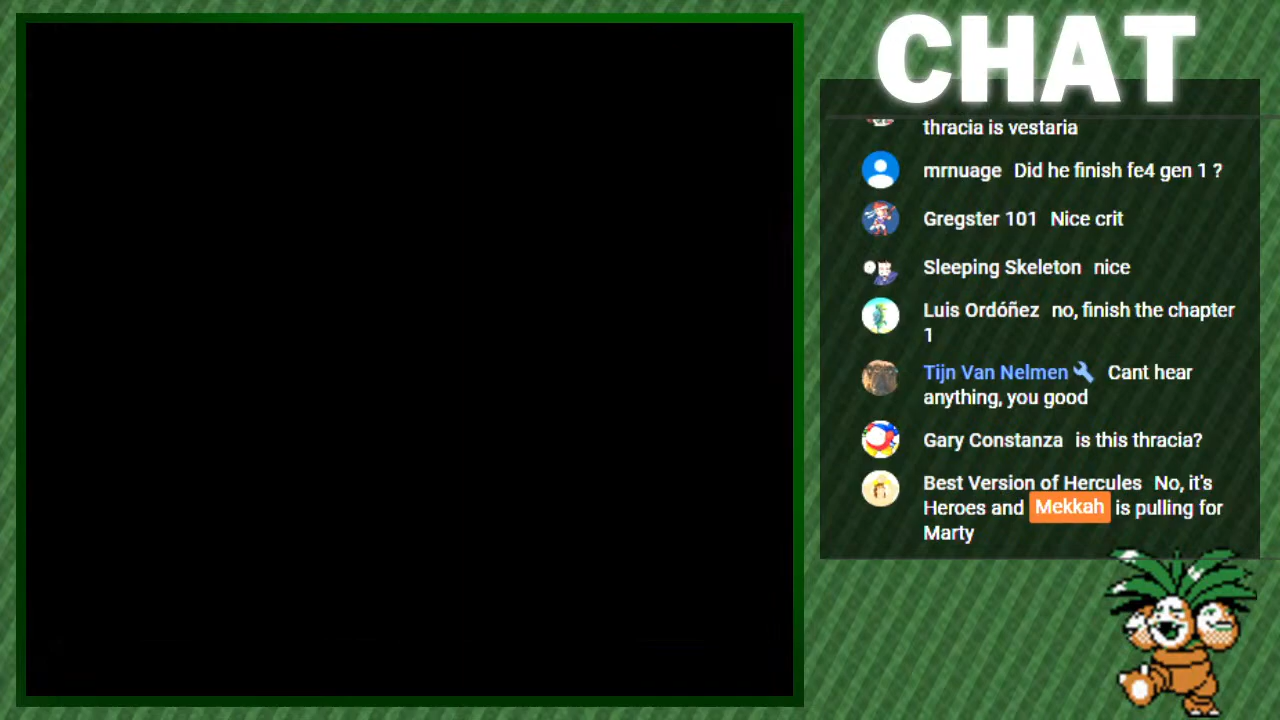 CHAT
thracia is vestaria
mrnuage Did he finish fe4 gen 1 ?
Gregster 101 Nice crit
Sleeping Skeleton nice
Luis Ordóñez no, finish the chapter
1
Tijn Van Nelmen Cant hear
anything, you good
Gary Constanza is this thracia?
Best Version of Hercules No, it's
Heroes and Mekkah is pulling for
Marty